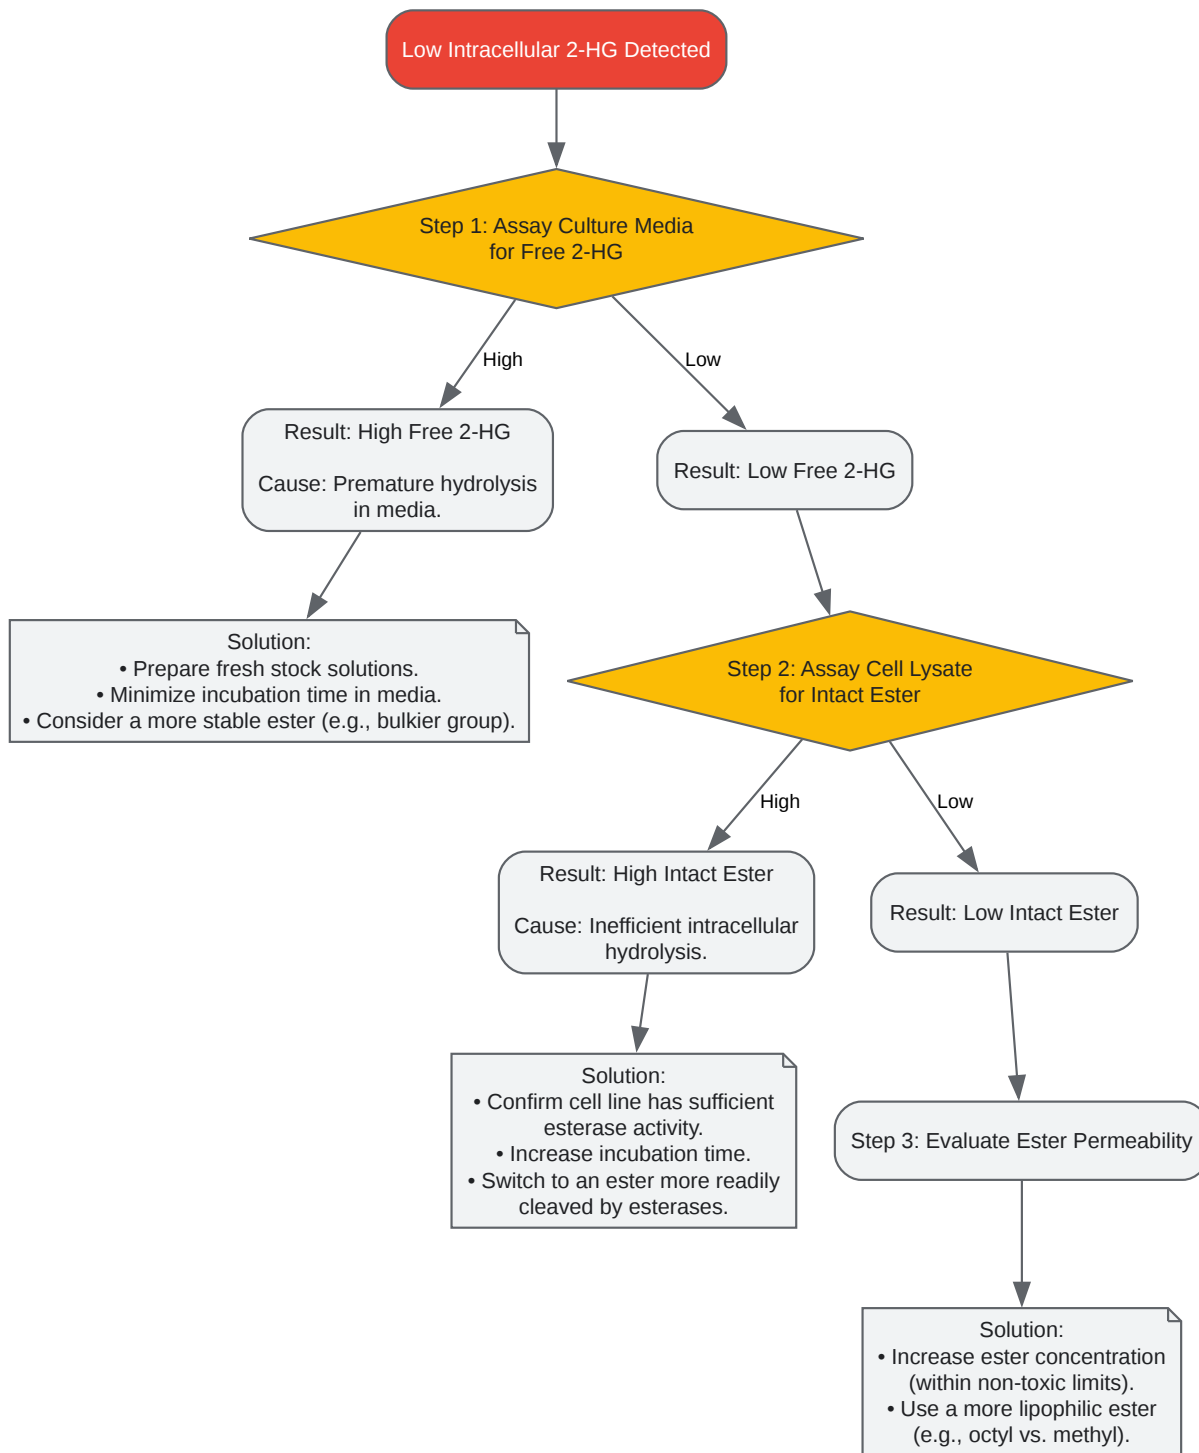 Low Intracellular 2-HG Detected
Step 1: Assay Culture Media
for Free 2-HG
High
Low
Result: High Free 2-HG
Cause: Premature hydrolysis
in media.
Result: Low Free 2-HG
Solution:
• Prepare fresh stock solutions.
• Minimize incubation time in media.
• Consider a more stable ester (e.g., bulkier group).
Step 2: Assay Cell Lysate
for Intact Ester
High
Low
Result: High Intact Ester
Cause: Inefficient intracellular
hydrolysis.
Result: Low Intact Ester
Solution:
• Confirm cell line has sufficient
esterase activity.
• Increase incubation time.
• Switch to an ester more readily
cleaved by esterases.
Step 3: Evaluate Ester Permeability
Solution:
• Increase ester concentration
(within non-toxic limits).
• Use a more lipophilic ester
(e.g., octyl vs. methyl).